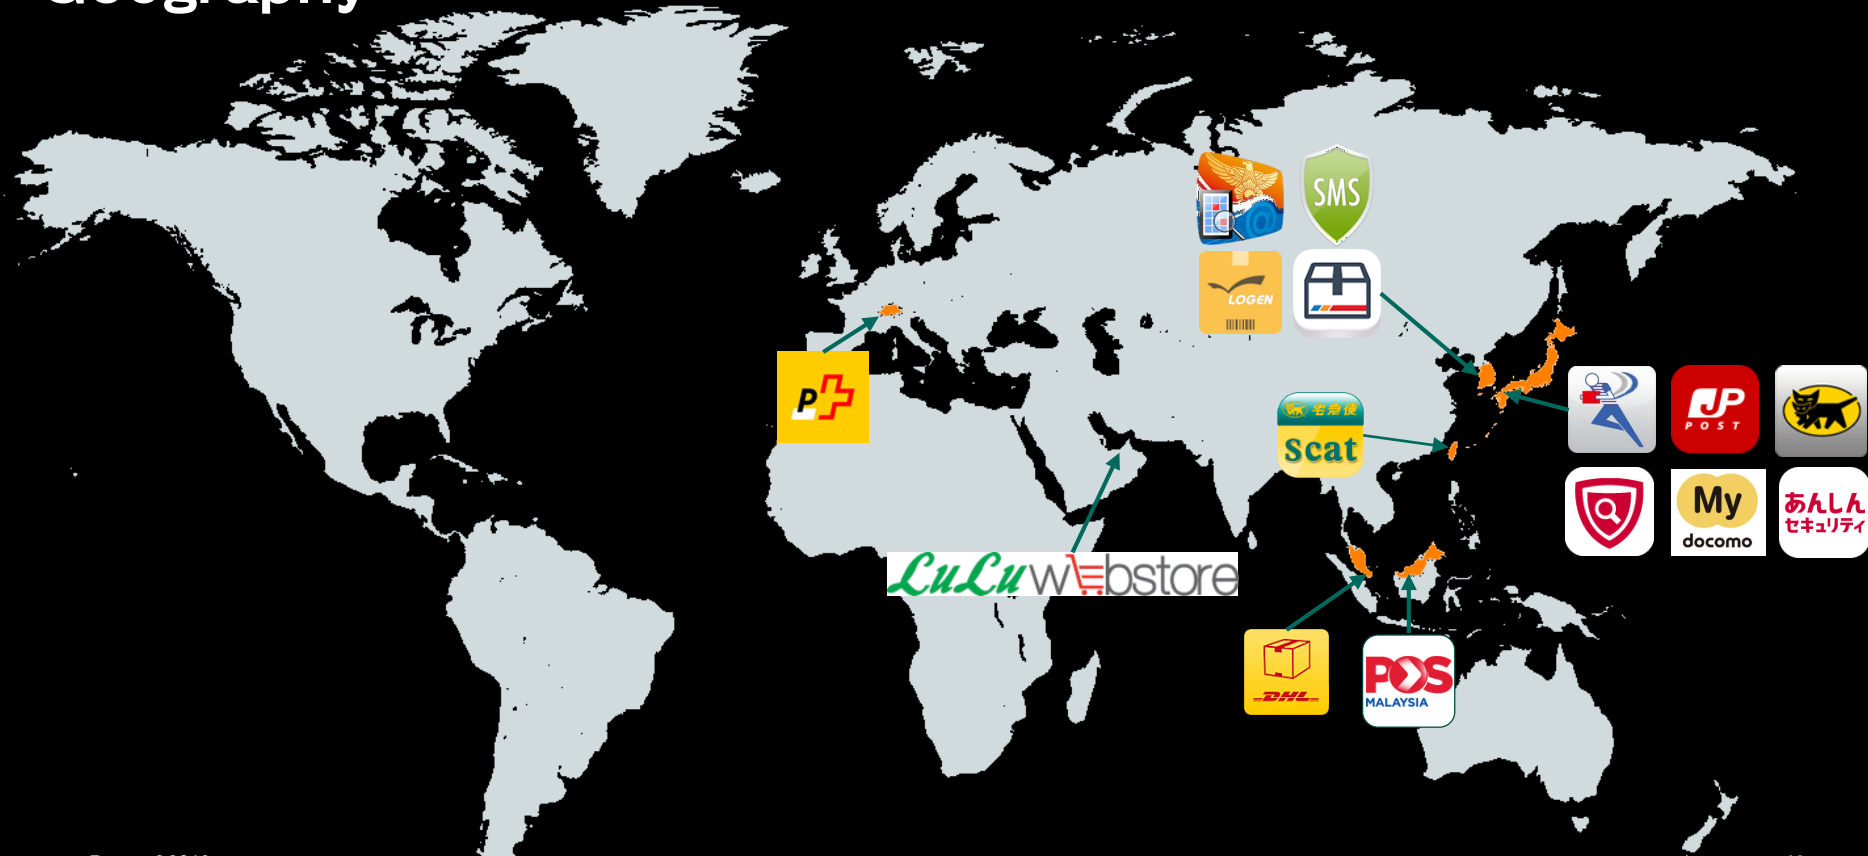 Geography
SMS
LOGEN
P
JP
POST
宅急便
scat
My
docomo
あんしん
セキュリティ
LuLu webstore
DHL
POS
MALAYSIA